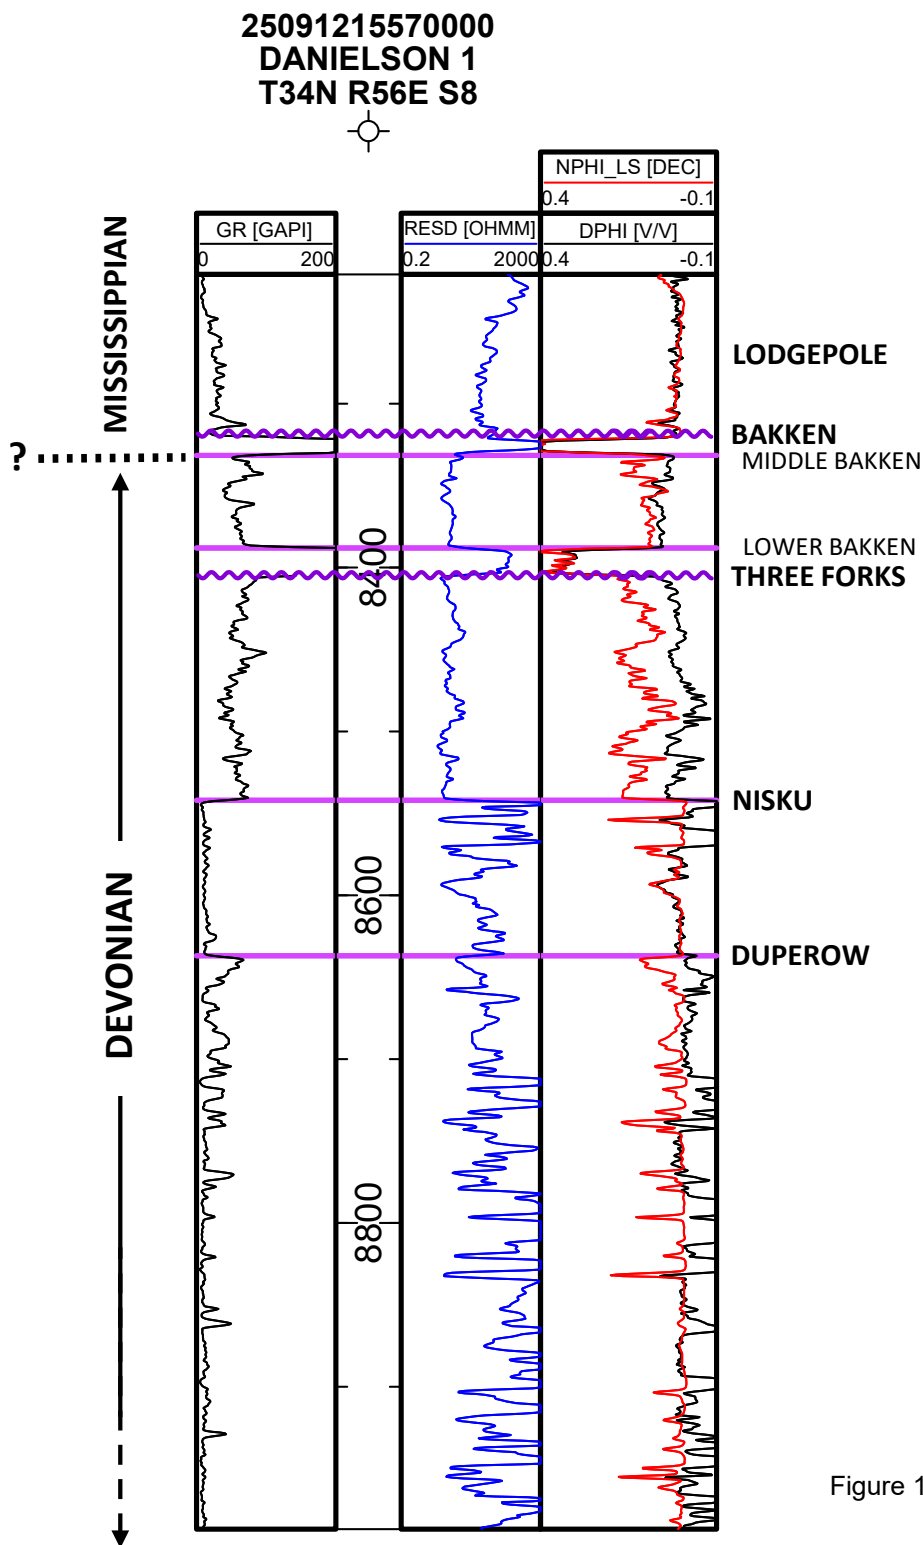 25091215570000
DANIELSON 1
T34N R56E S8
NPHI_LS [DEC]
0.4 -0.1
GR [GAPI]
0 200
RESD [OHMM]
0.2 2000
DPHI [V/V]
0.4 -0.1
MISSISSIPPIAN
LODGEPOLE
BAKKEN
?
MIDDLE BAKKEN
LOWER BAKKEN
8400
THREE FORKS
NISKU
8600
DUPEROW
DEVONIAN
8800
Figure 1